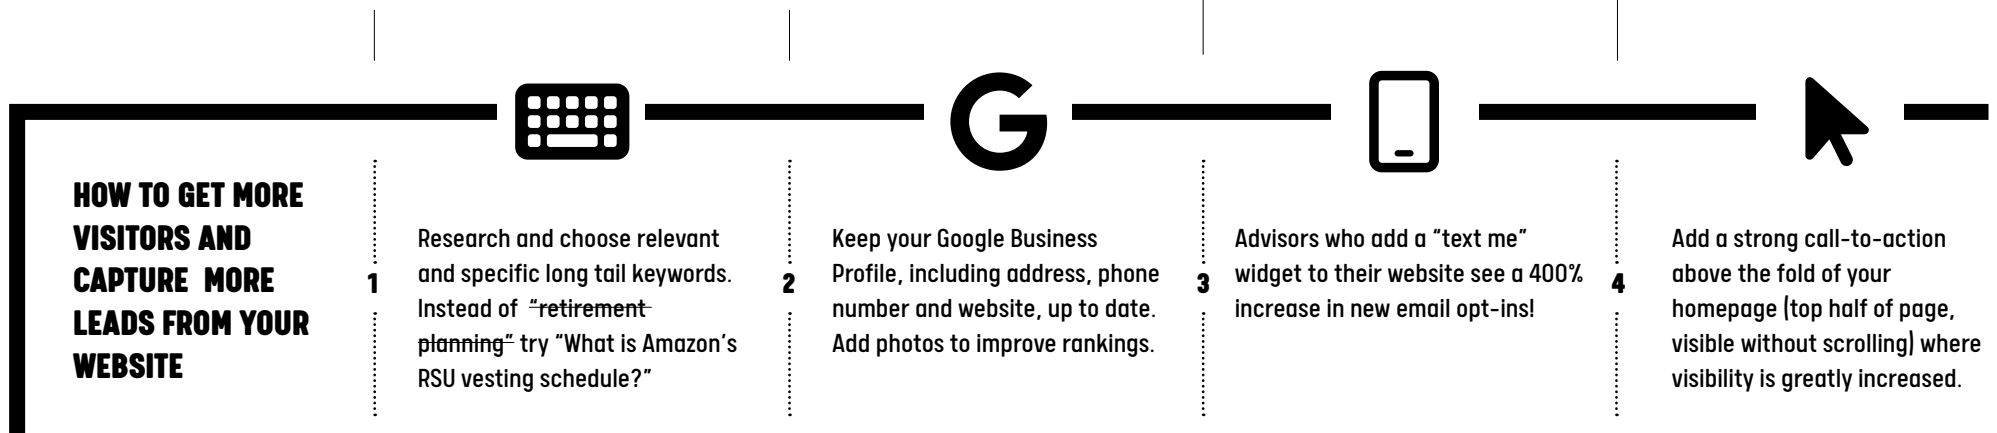 HOW TO GET MORE
VISITORS AND
CAPTURE MORE
LEADS FROM YOUR
WEBSITE
1
Research and choose relevant
and specific long tail keywords.
Instead of “retirement
planning” try “What is Amazon’s
RSU vesting schedule?”
2
Keep your Google Business
Profile, including address, phone
number and website, up to date.
Add photos to improve rankings.
3
Advisors who add a “text me”
widget to their website see a 400%
increase in new email opt-ins!
4
Add a strong call-to-action
above the fold of your
homepage (top half of page,
visible without scrolling) where
visibility is greatly increased.